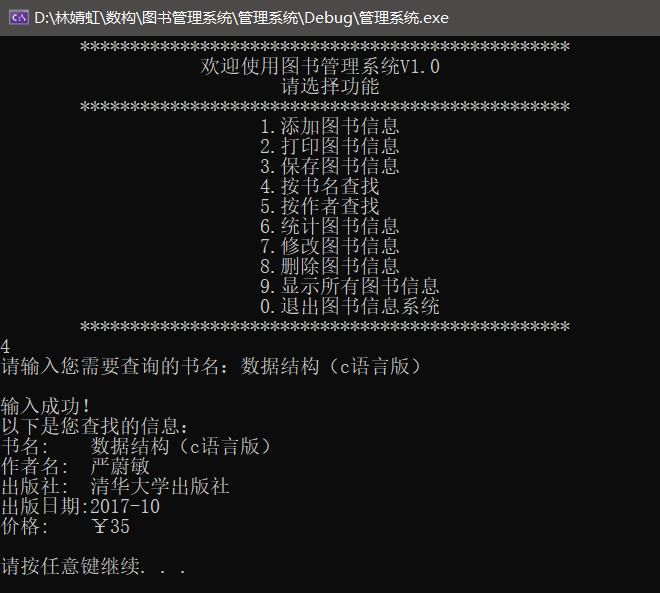 D:\林婧虹\数构\图书管理系统\管理系统\Debug\管理系统.exe
*************************************************
欢迎使用图书管理系统V1.0
请选择功能
*************************************************
1.添加图书信息
2.打印图书信息
3.保存图书信息
4.按书名查找
5.按作者查找
6.统计图书信息
7.修改图书信息
8.删除图书信息
9.显示所有图书信息
0.退出图书信息系统
*************************************************
4
请输入您需要查询的书名：数据结构（c语言版）
输入成功！
以下是您查找的信息：
书名: 数据结构（c语言版）
作者名: 严蔚敏
出版社: 清华大学出版社
出版日期:2017-10
价格: ￥35
请按任意键继续. . .